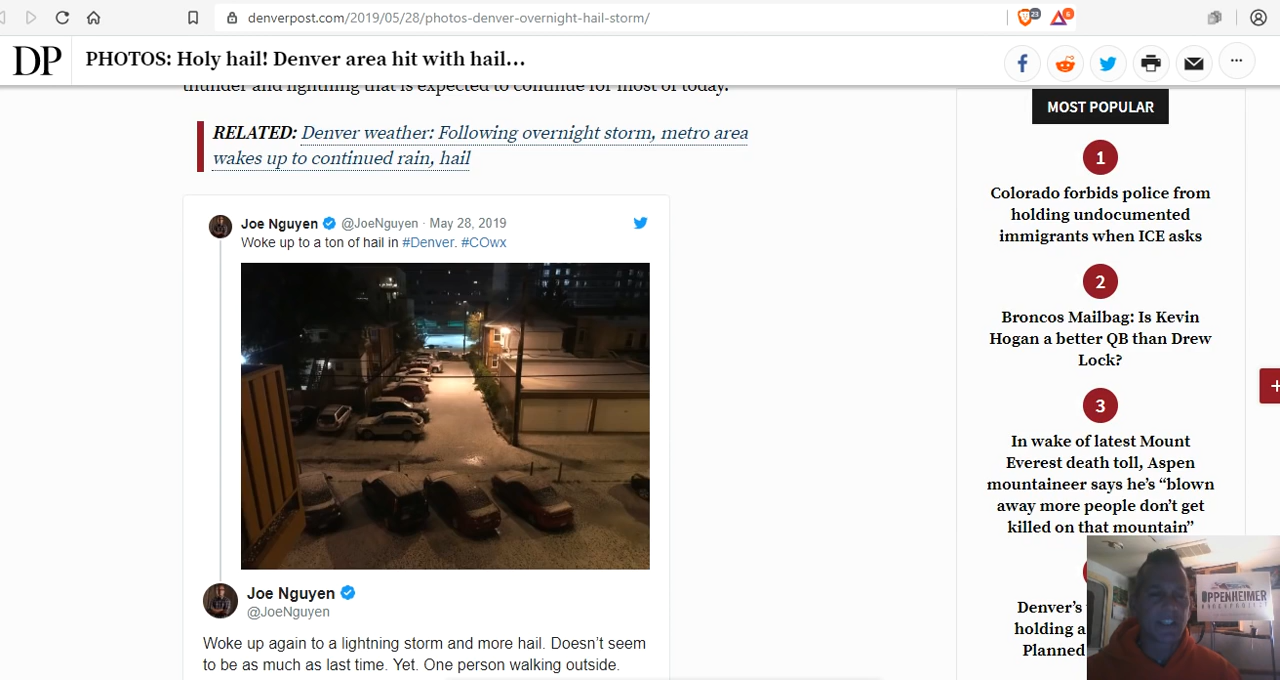 denverpost.com/2019/05/28/photos-denver-overnight-hail-storm/
23
6
DP
PHOTOS: Holy hail! Denver area hit with hail...
thunder and lightning that is expected to continue for most of today.
RELATED: Denver weather: Following overnight storm, metro area
wakes up to continued rain, hail
Joe Nguyen @JoeNguyen · May 28, 2019
Woke up to a ton of hail in #Denver. #COwx
Joe Nguyen
@JoeNguyen
Woke up again to a lightning storm and more hail. Doesn't seem
to be as much as last time. Yet. One person walking outside.
MOST POPULAR
1
Colorado forbids police from
holding undocumented
immigrants when ICE asks
2
Broncos Mailbag: Is Kevin
Hogan a better QB than Drew
Lock?
3
In wake of latest Mount
Everest death toll, Aspen
mountaineer says he's “blown
away more people don't get
killed on that mountain”
Denver's
holding a
Planned
OPPENHEIMER